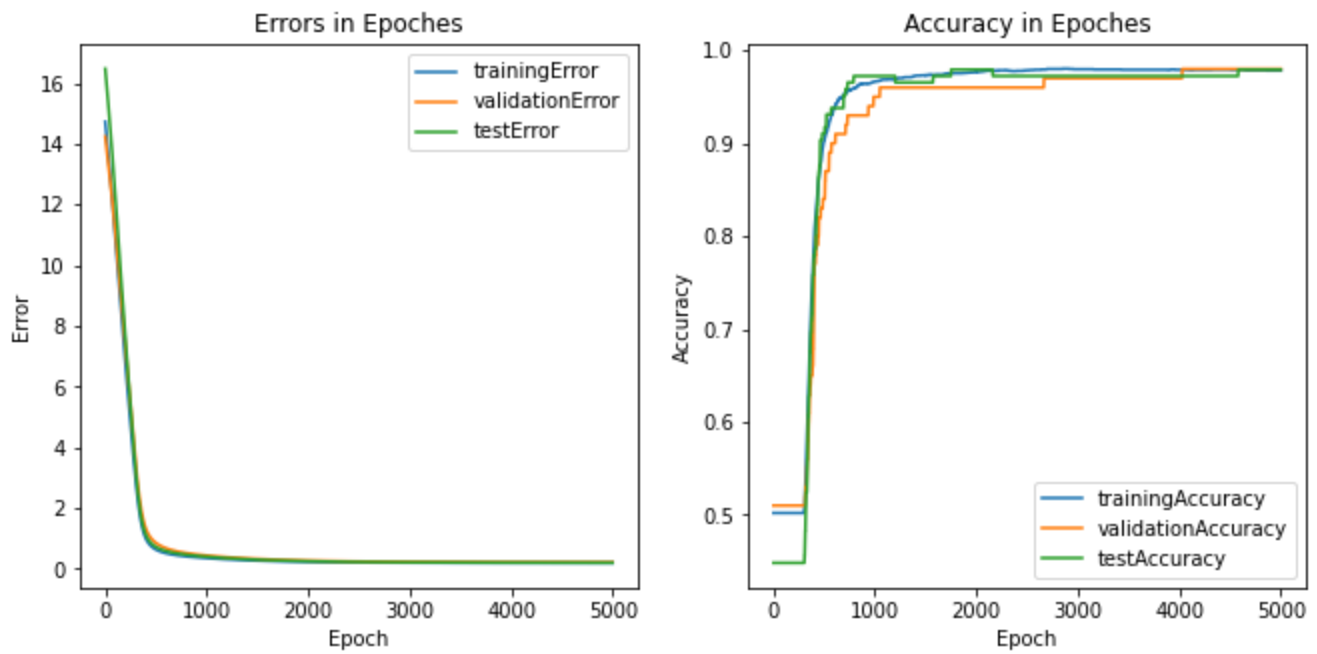 Errors in Epoches
trainingError
validationError
testError
16
14
12
10
8
6
4
2
0
Error
0 1000 2000 3000 4000 5000
Epoch
Accuracy in Epoches
1.0
0.9
0.8
0.7
0.6
0.5
Accuracy
trainingAccuracy
validationAccuracy
testAccuracy
0 1000 2000 3000 4000 5000
Epoch